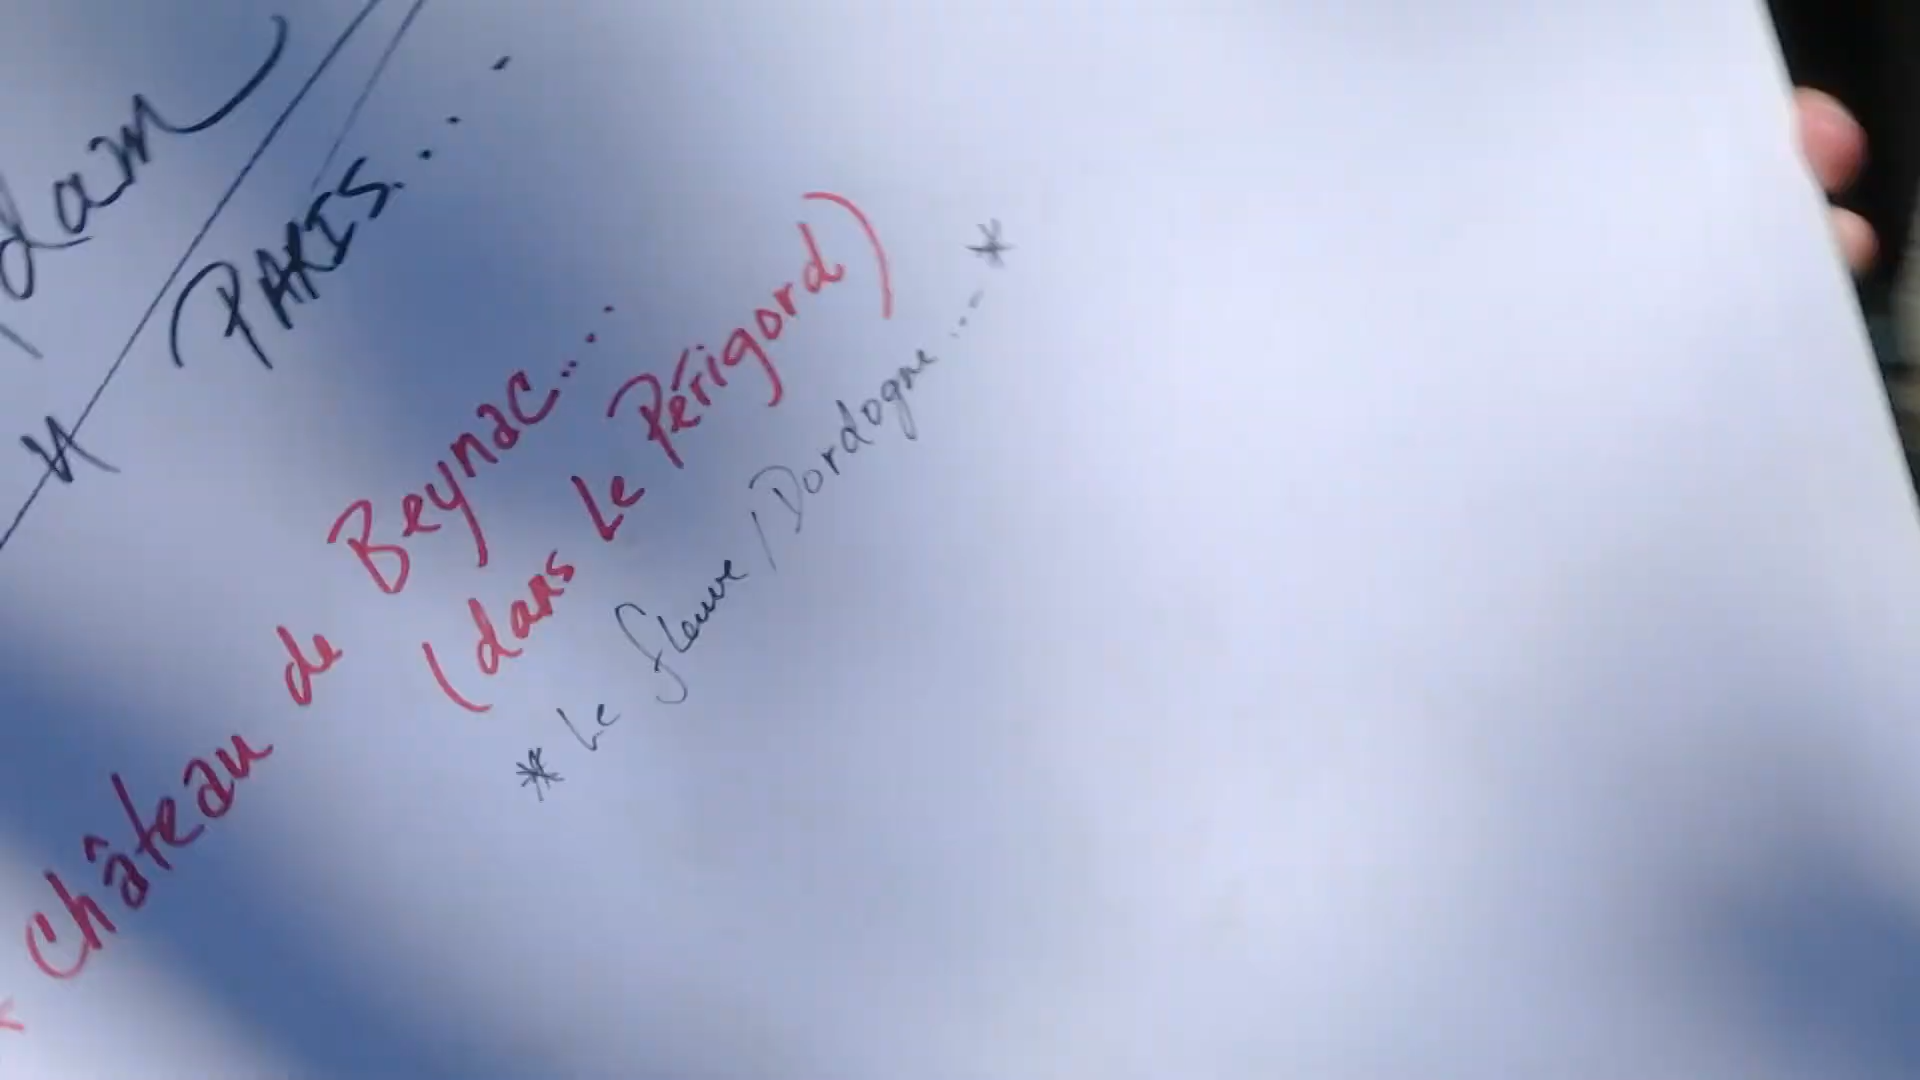 PARIS...
Château de Beynac....
(dans le Périgord)
* Le fleuve / Dordogne.... *